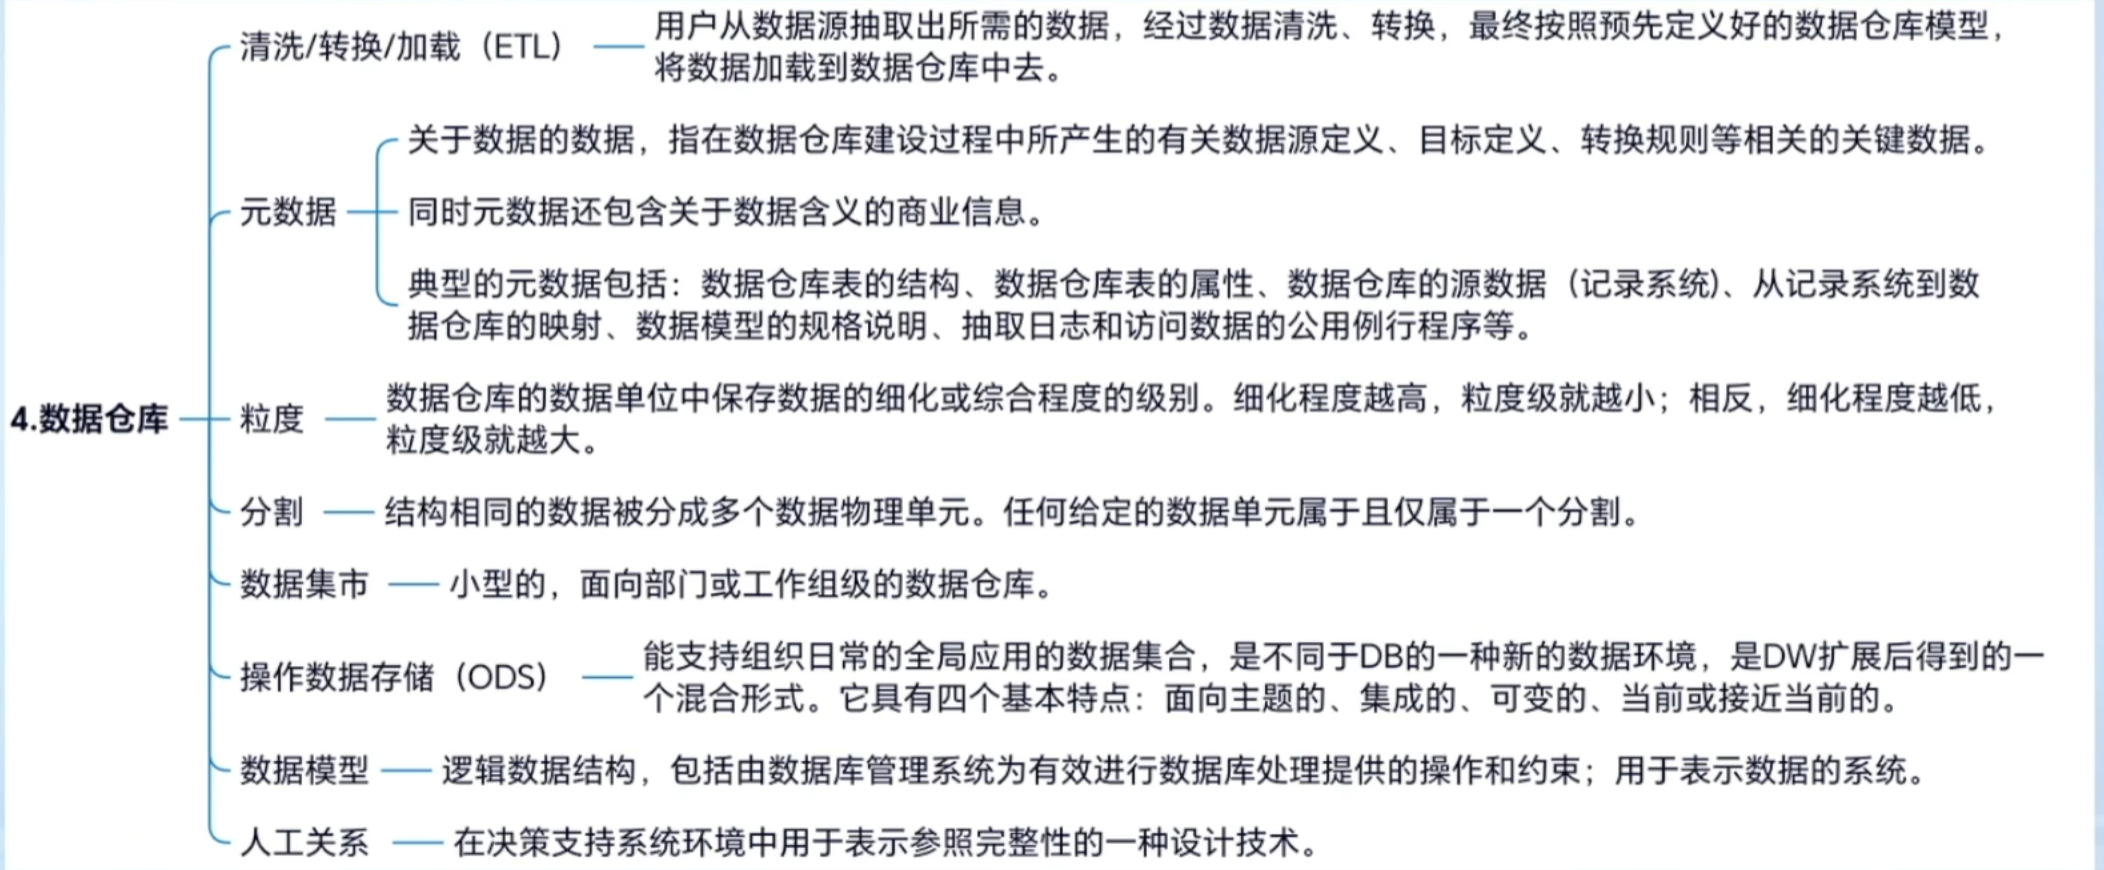 4.数据仓库
清洗/转换/加载（ETL）
用户从数据源抽取出所需的数据，经过数据清洗、转换，最终按照预先定义好的数据仓库模型，
将数据加载到数据仓库中去。
元数据
关于数据的数据，指在数据仓库建设过程中所产生的有关数据源定义、目标定义、转换规则等相关的关键数据。
同时元数据还包含关于数据含义的商业信息。
典型的元数据包括：数据仓库表的结构、数据仓库表的属性、数据仓库的源数据（记录系统)、从记录系统到数
据仓库的映射、数据模型的规格说明、抽取日志和访问数据的公用例行程序等。
粒度
数据仓库的数据单位中保存数据的细化或综合程度的级别。细化程度越高，粒度级就越小；相反，细化程度越低，
粒度级就越大。
分割
结构相同的数据被分成多个数据物理单元。任何给定的数据单元属于且仅属于一个分割。
数据集市
小型的，面向部门或工作组级的数据仓库。
操作数据存储（ODS）
能支持组织日常的全局应用的数据集合，是不同于DB的一种新的数据环境，是DW扩展后得到的一
个混合形式。它具有四个基本特点：面向主题的、集成的、可变的、当前或接近当前的。
数据模型
逻辑数据结构，包括由数据库管理系统为有效进行数据库处理提供的操作和约束；用于表示数据的系统。
人工关系
在决策支持系统环境中用于表示参照完整性的一种设计技术。